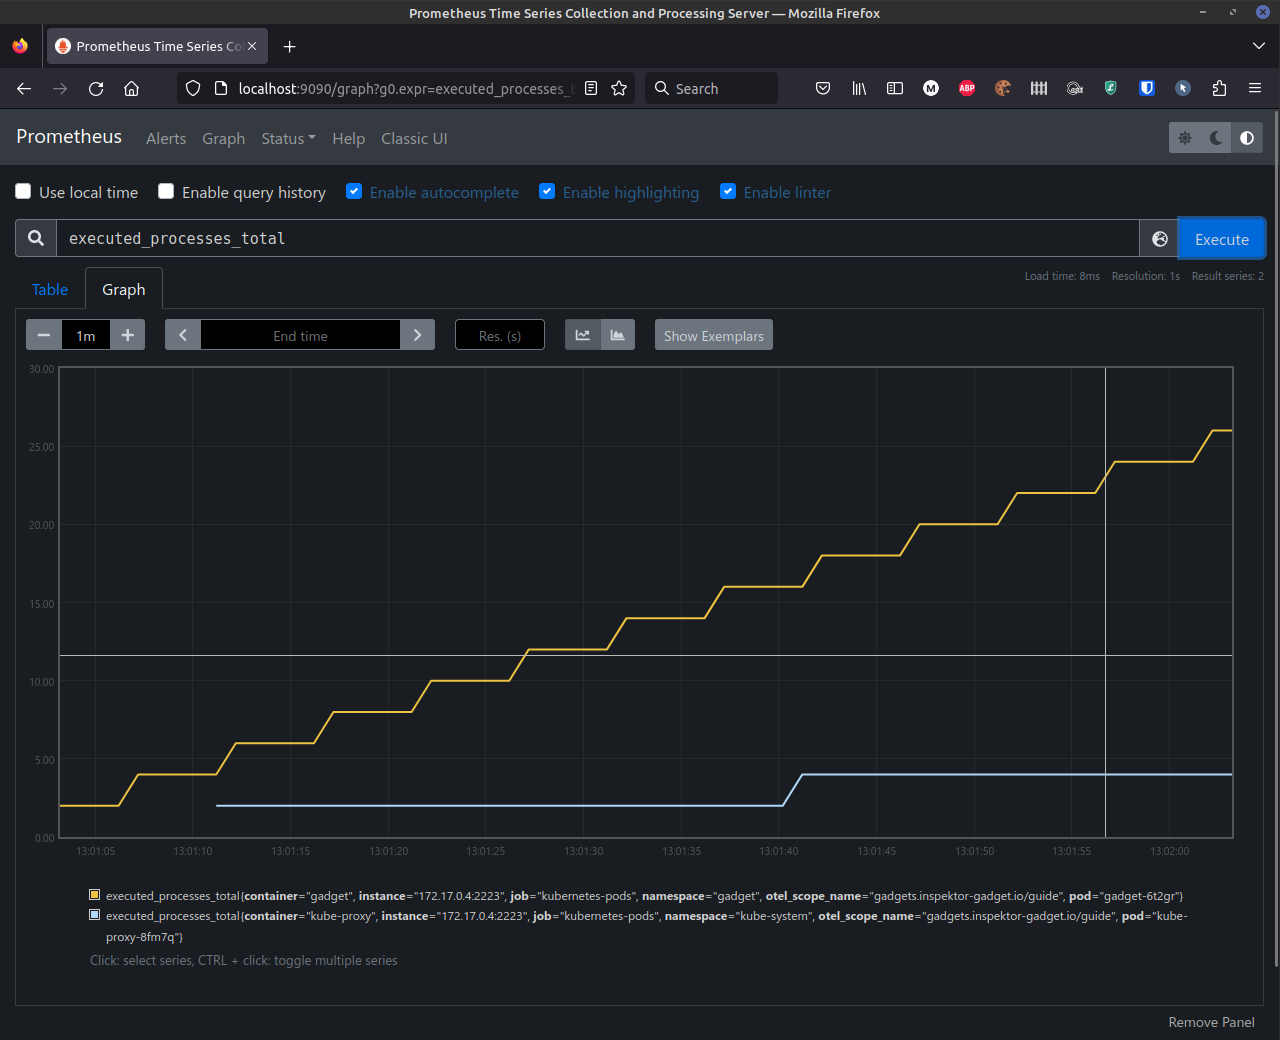 Prometheus Time Series Collection and Processing Server — Mozilla Firefox
Prometheus Time Series Co
localhost:9090/graph?g0.expr=executed_processes_t
Search
M
ABP
Prometheus Alerts Graph Status Help Classic UI
Use local time Enable query history Enable autocomplete Enable highlighting Enable linter
executed_processes_total
Execute
Load time: 8ms Resolution: 1s Result series: 2
Table Graph
1m End time Res. (s) Show Exemplars
30.00
25.00
20.00
15.00
10.00
5.00
0.00
13:01:05 13:01:10 13:01:15 13:01:20 13:01:25 13:01:30 13:01:35 13:01:40 13:01:45 13:01:50 13:01:55 13:02:00
executed_processes_total{container="gadget", instance="172.17.0.4:2223", job="kubernetes-pods", namespace="gadget", otel_scope_name="gadgets.inspektor-gadget.io/guide", pod="gadget-6t2gr"}
executed_processes_total{container="kube-proxy", instance="172.17.0.4:2223", job="kubernetes-pods", namespace="kube-system", otel_scope_name="gadgets.inspektor-gadget.io/guide", pod="kube-
proxy-8fm7q"}
Click: select series, CTRL + click: toggle multiple series
Remove Panel